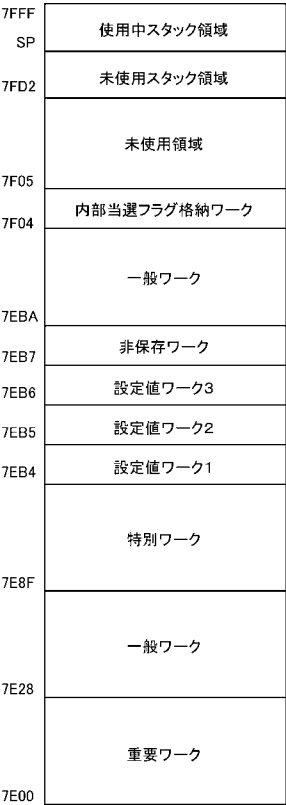 7FFF
使用中スタック領域
SP
未使用スタック領域
7FD2
未使用領域
7F05
内部当選フラグ格納ワーク
7F04
一般ワーク
7EBA
非保存ワーク
7EB7
設定値ワーク3
7EB6
設定値ワーク2
7EB5
設定値ワーク1
7EB4
特別ワーク
7E8F
一般ワーク
7E28
重要ワーク
7E00